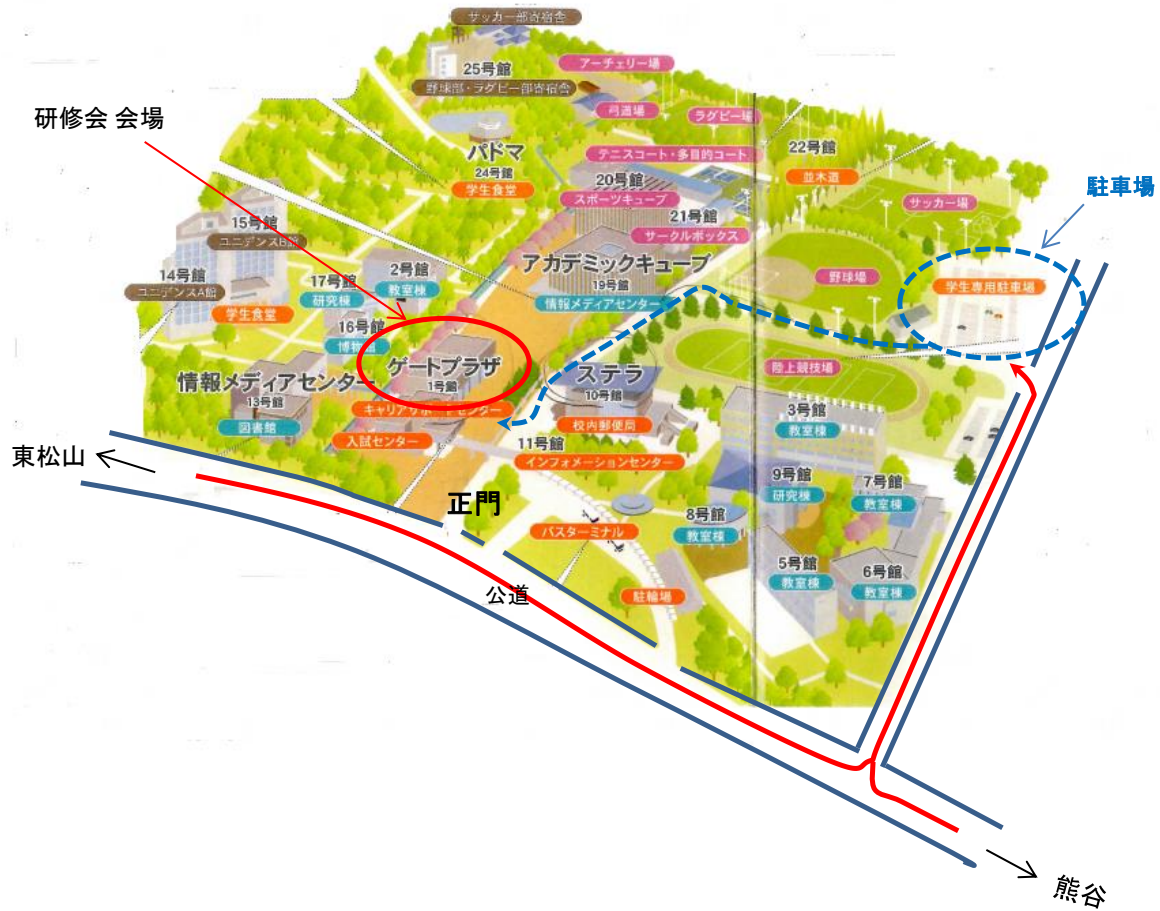 サッカー部寄宿舎
25号館
野球部・ラグビー部寄宿舎
アーチェリー場
弓道場
ラグビー場
研修会 会場
パドマ
24号館
学生食堂
テニスコート・多目的コート
22号館
並木道
駐車場
20号館
スポーツキューブ
21号館
サークルボックス
サッカー場
15号館
ユニデンスB館
14号館
ユニデンスA館
学生食堂
17号館
研究棟
2号館
教室棟
アカデミックキューブ
19号館
情報メディアセンター
野球場
学生専用駐車場
16号館
博物館
ゲートプラザ
1号館
キャリアサポートセンター
入試センター
ステラ
10号館
校内郵便局
陸上競技場
情報メディアセンター
13号館
図書館
3号館
教室棟
11号館
インフォメーションセンター
東松山
正門
9号館
研究棟
7号館
教室棟
8号館
教室棟
バスターミナル
5号館
教室棟
6号館
教室棟
公道
駐輪場
熊谷